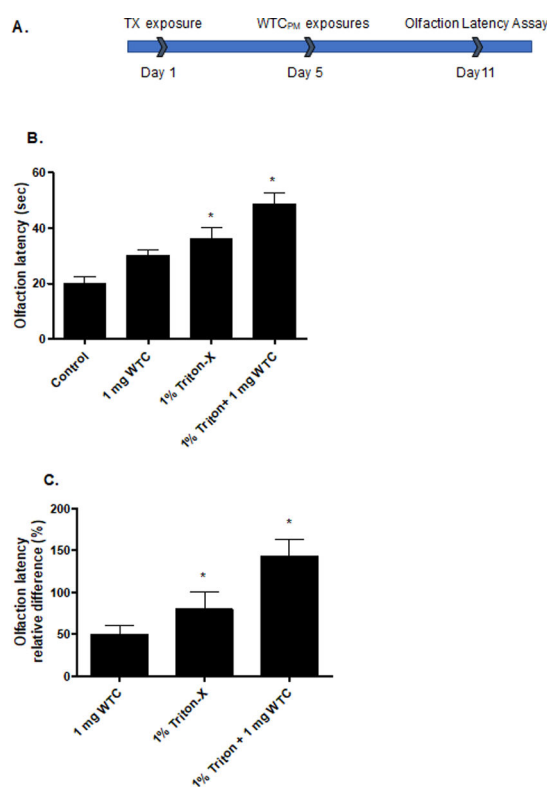 A.
TX exposure WTCPM exposures Olfaction Latency Assay
Day 1 Day 5 Day11
B.
Olfaction latency (sec)
60
40
20
0
*
*
Control
1 mg WTC
1% Triton-X
1% Triton+ 1 mg WTC
C.
Olfaction latency
relative difference (%)
200
150
100
50
0
*
*
1 mg WTC
1% Triton-X
1% Triton + 1 mg WTC